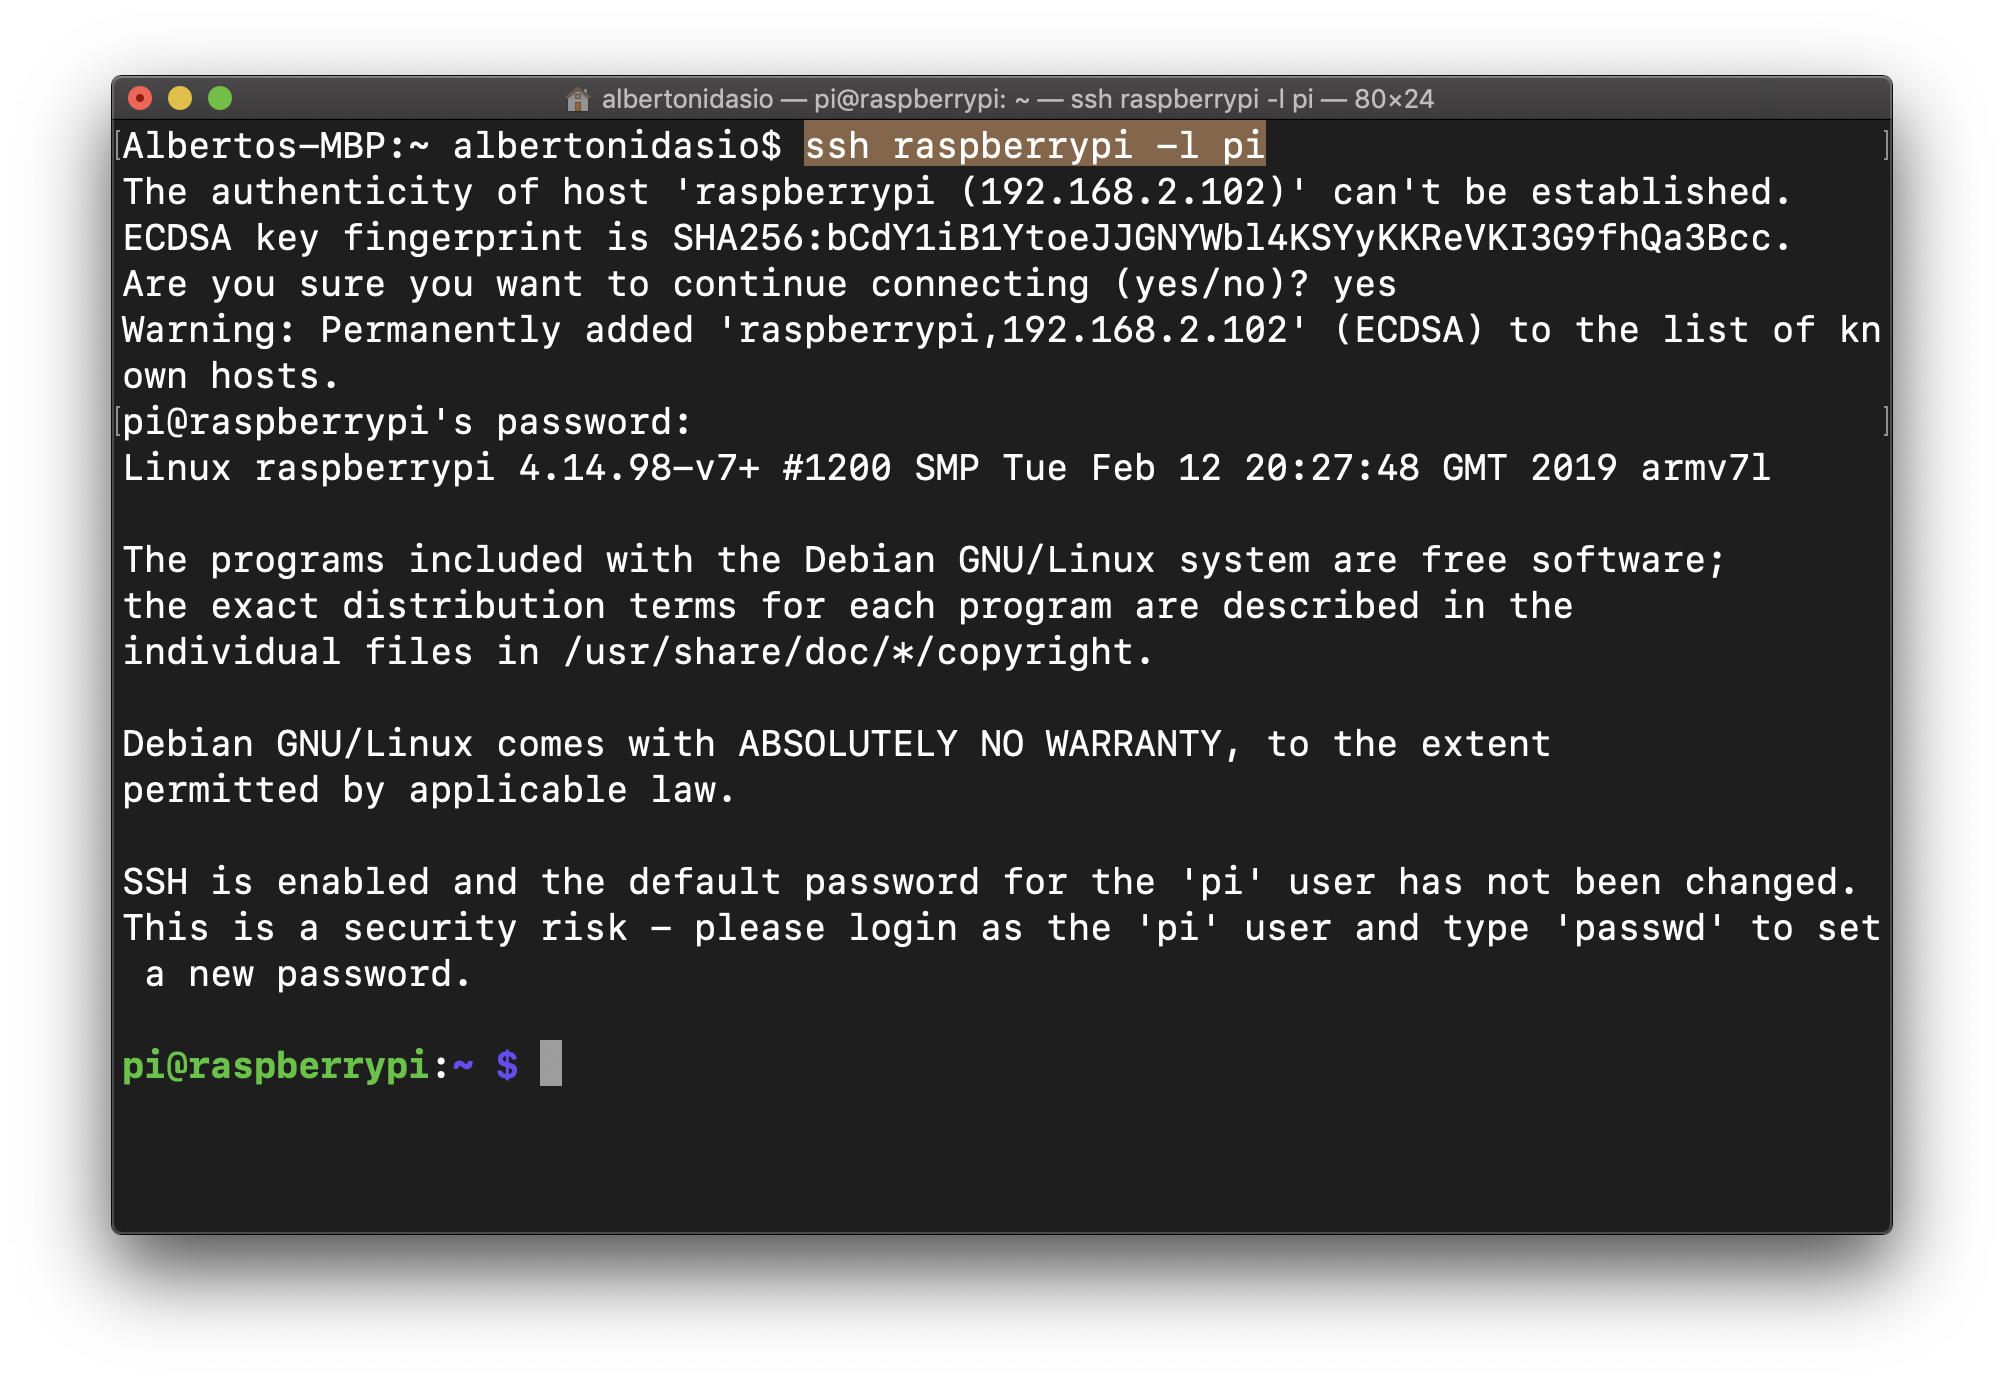 albertonidasio — pi@raspberrypi: ~ — ssh raspberrypi -l pi — 80×24
[Albertos-MBP:~ albertonidasio$ ssh raspberrypi -l pi ]
The authenticity of host 'raspberrypi (192.168.2.102)' can't be established.
ECDSA key fingerprint is SHA256:bCdY1iB1YtoeJJGNYWbl4KSYyKKReVKI3G9fhQa3Bcc.
Are you sure you want to continue connecting (yes/no)? yes
Warning: Permanently added 'raspberrypi,192.168.2.102' (ECDSA) to the list of kn
own hosts.
[pi@raspberrypi's password: ]
Linux raspberrypi 4.14.98-v7+ #1200 SMP Tue Feb 12 20:27:48 GMT 2019 armv7l
The programs included with the Debian GNU/Linux system are free software;
the exact distribution terms for each program are described in the
individual files in /usr/share/doc/*/copyright.
Debian GNU/Linux comes with ABSOLUTELY NO WARRANTY, to the extent
permitted by applicable law.
SSH is enabled and the default password for the 'pi' user has not been changed.
This is a security risk - please login as the 'pi' user and type 'passwd' to set
 a new password.
pi@raspberrypi:~ $